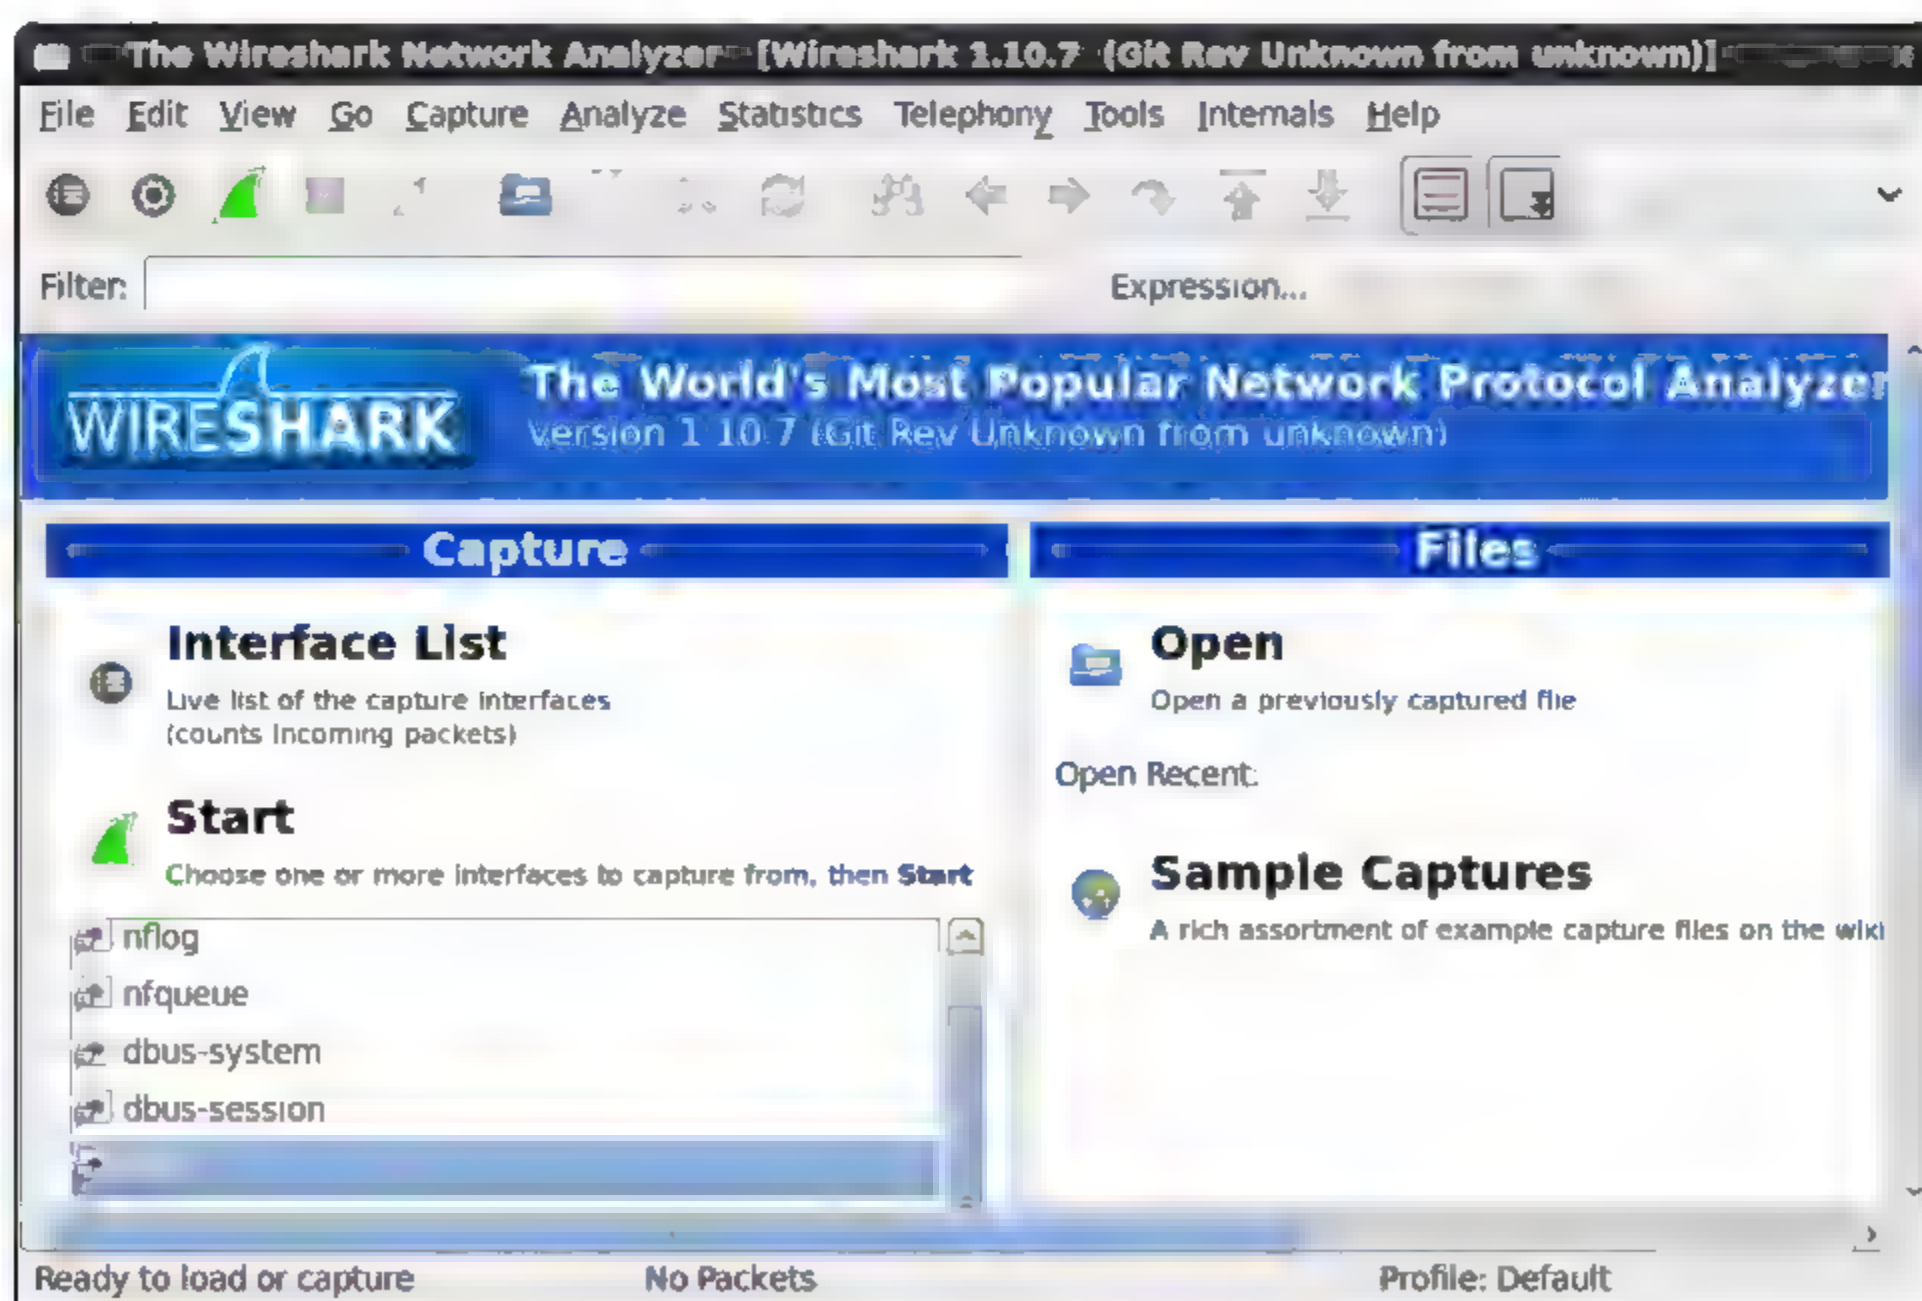 The Wireshark Network Analyzer [Wireshark 1.10.7 (Git Rev Unknown from unknown)]
File Edit View Go Capture Analyze Statistics Telephony Tools Internals Help
Filter: Expression...
WIRESHARK
The World's Most Popular Network Protocol Analyzer
Version 1 10 7 (Git Rev Unknown from unknown)
Capture
Interface List
Live list of the capture interfaces
(counts incoming packets)
Start
Choose one or more interfaces to capture from, then Start
nflog
nfqueue
dbus-system
dbus-session
Files
Open
Open a previously captured file
Open Recent:
Sample Captures
A rich assortment of example capture files on the wiki
Ready to load or capture No Packets Profile: Default